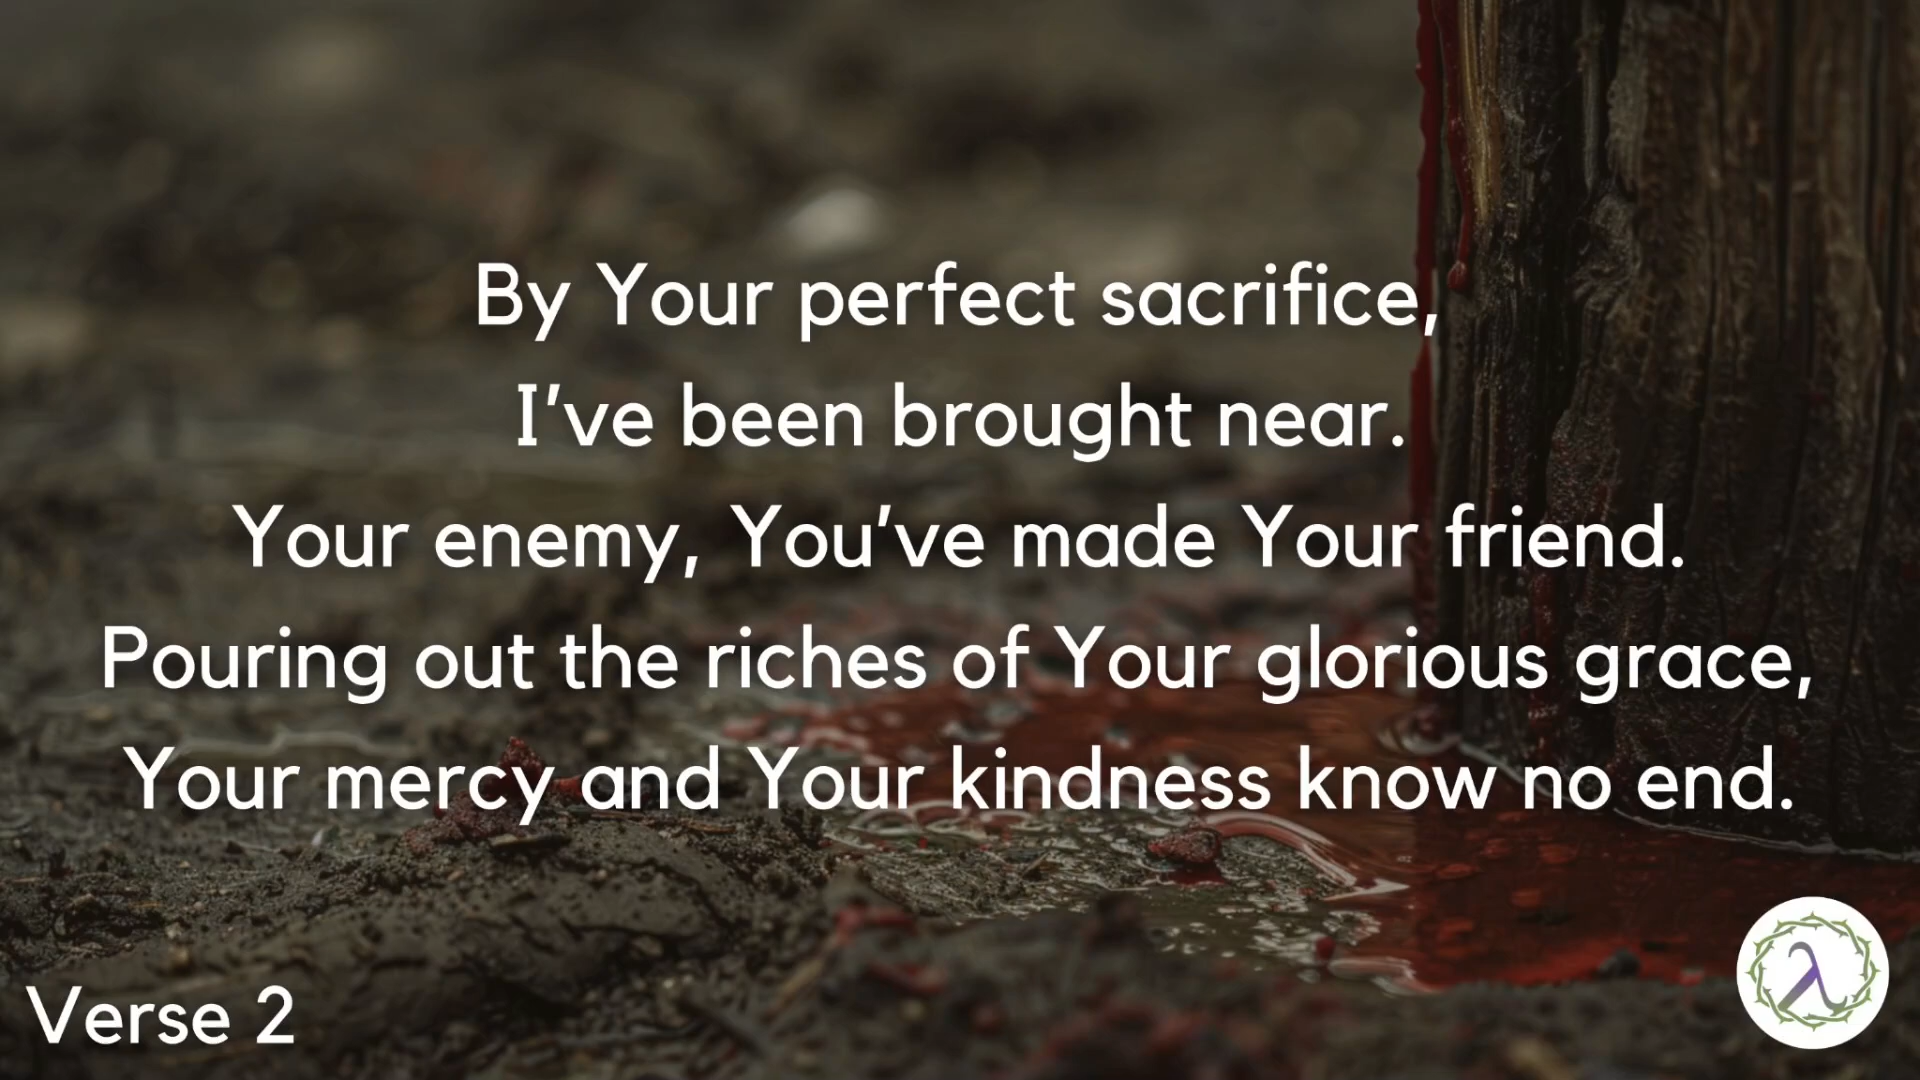 By Your perfect sacrifice,
I've been brought near.
Your enemy, You've made Your friend.
Pouring out the riches of Your glorious grace,
Your mercy and Your kindness know no end.
Verse 2
λ